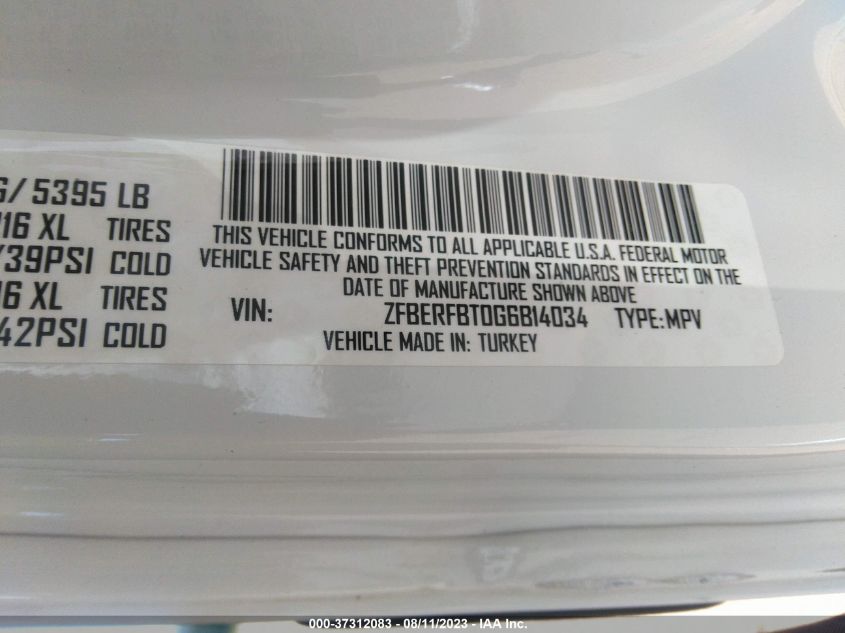 G/ 5395 LB
16 XL TIRES
/39PSI COLD
16 XL TIRES
42PSI COLD
THIS VEHICLE CONFORMS TO ALL APPLICABLE U.S.A. FEDERAL MOTOR
VEHICLE SAFETY AND THEFT PREVENTION STANDARDS IN EFFECT ON THE
DATE OF MANUFACTURE SHOWN ABOVE
VIN: ZFBERFBT0G6B14034 TYPE: MPV
VEHICLE MADE IN: TURKEY
000-37312083 - 08/11/2023 - IAA Inc.